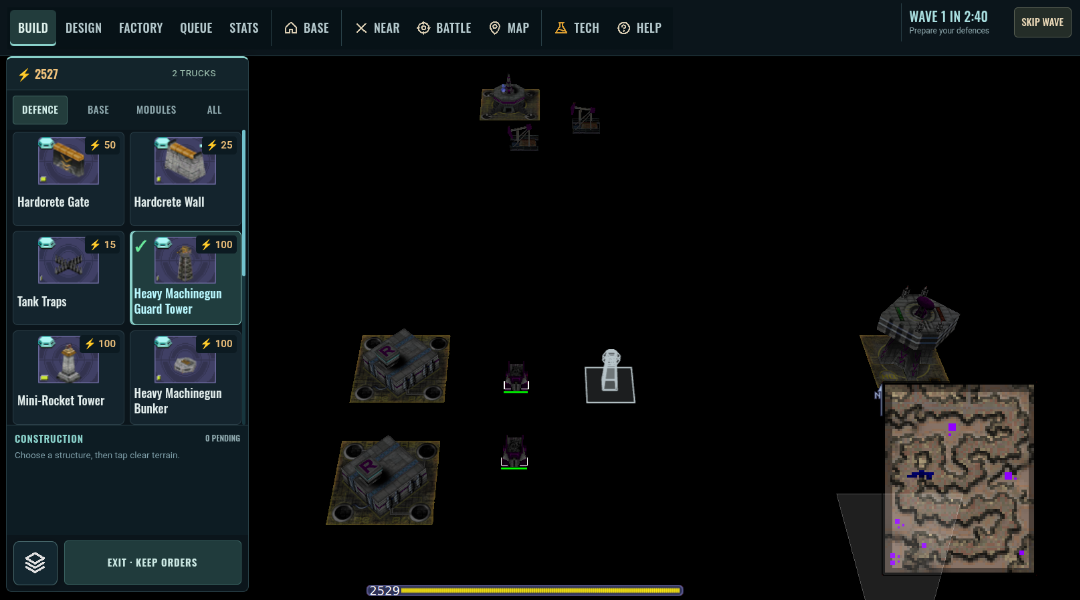 BUILD DESIGN FACTORY QUEUE STATS BASE NEAR BATTLE MAP TECH HELP
WAVE 1 IN 2:40
Prepare your defences
SKIP WAVE
2527
2 TRUCKS
DEFENCE BASE MODULES ALL
50
Hardcrete Gate
25
Hardcrete Wall
15
Tank Traps
100
Heavy Machinegun
Guard Tower
100
Mini-Rocket Tower
100
Heavy Machinegun
Bunker
CONSTRUCTION
0 PENDING
Choose a structure, then tap clear terrain.
EXIT - KEEP ORDERS
R
R
N
2529